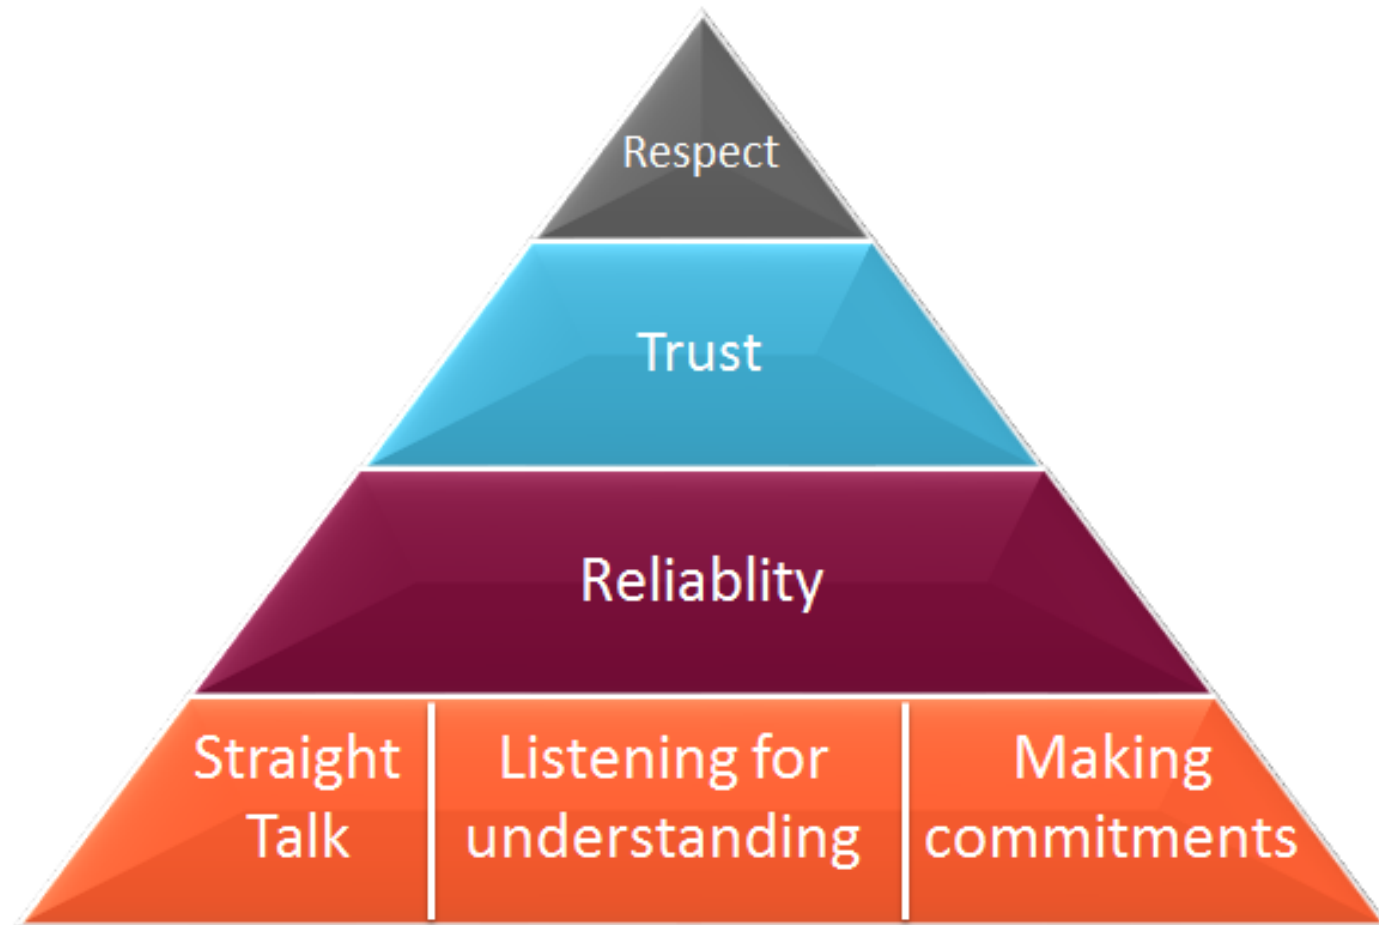 Respect
Trust
Reliablity
Straight Listening for Making
Talk understanding commitments